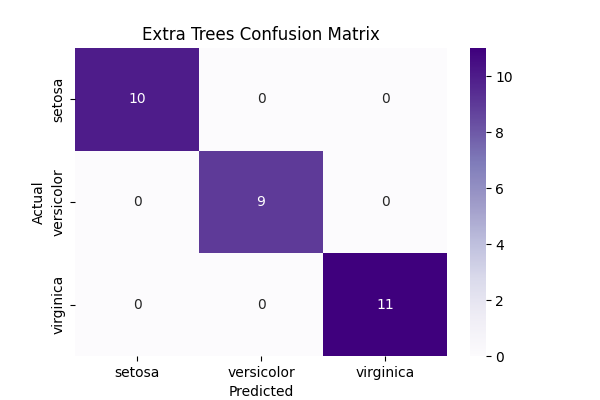 Extra Trees Confusion Matrix
Actual
setosa
versicolor
virginica
10 0 0
0 9 0
0 0 11
setosa versicolor virginica
Predicted
10
8
6
4
2
0